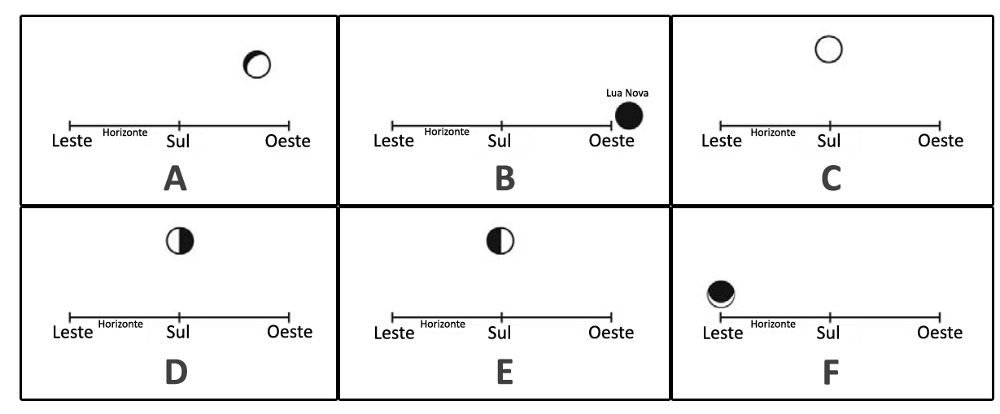 Horizonte
Leste Sul Oeste
A
Lua Nova
Horizonte
Leste Sul Oeste
B
Horizonte
Leste Sul Oeste
C
Horizonte
Leste Sul Oeste
D
Horizonte
Leste Sul Oeste
E
Horizonte
Leste Sul Oeste
F